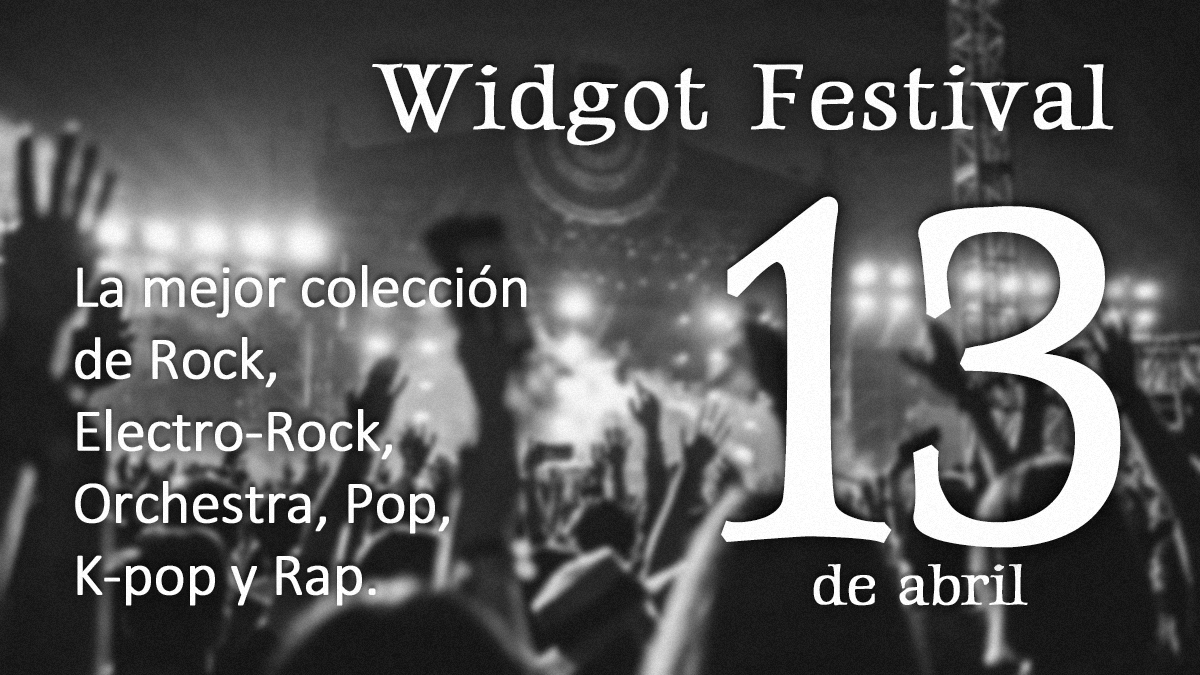 Widgot Festival
13
de abril
La mejor colección
de Rock,
Electro-Rock,
Orchestra, Pop,
K-pop y Rap.